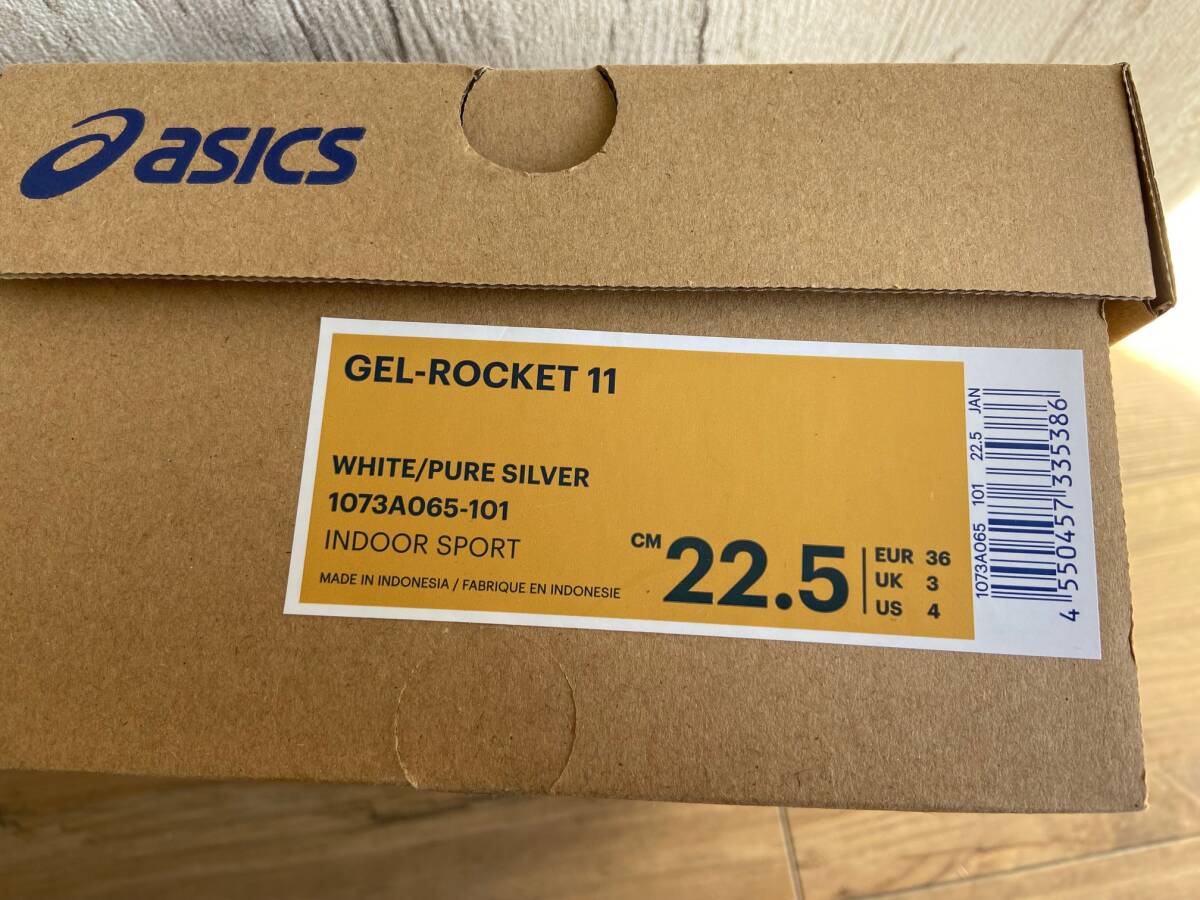 asics
GEL-ROCKET 11
WHITE/PURE SILVER
1073A065-101
INDOOR SPORT
MADE IN INDONESIA / FABRIQUE EN INDONESIE
CM 22.5
EUR 36
UK 3
US 4
1073A065 101 22.5 JAN
4 550457 335386